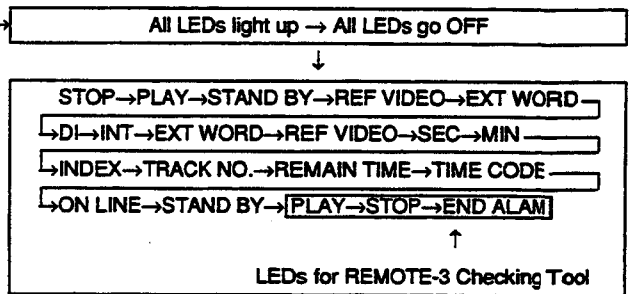 All LEDs light up → All LEDs go OFF
STOP→PLAY→STAND BY→REF VIDEO→EXT WORD
→DI→INT→EXT WORD→REF VIDEO→SEC→MIN
→INDEX→TRACK NO.→REMAIN TIME→TIME CODE
→ON LINE→STAND BY→PLAY→STOP→END ALAM
LEDs for REMOTE-3 Checking Tool